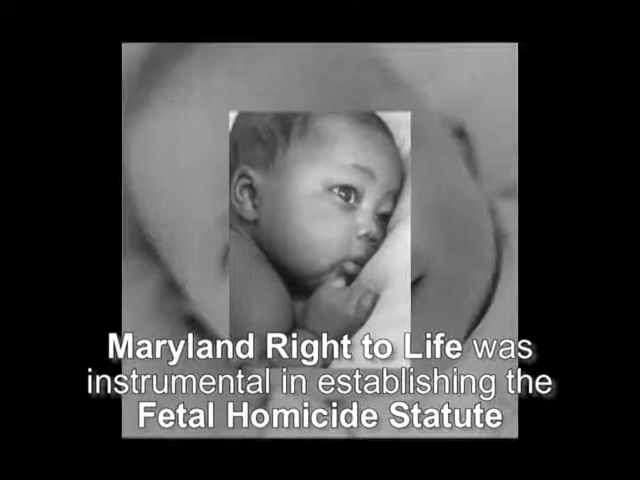 Maryland Right to Life was
instrumental in establishing the
Fetal Homicide Statute